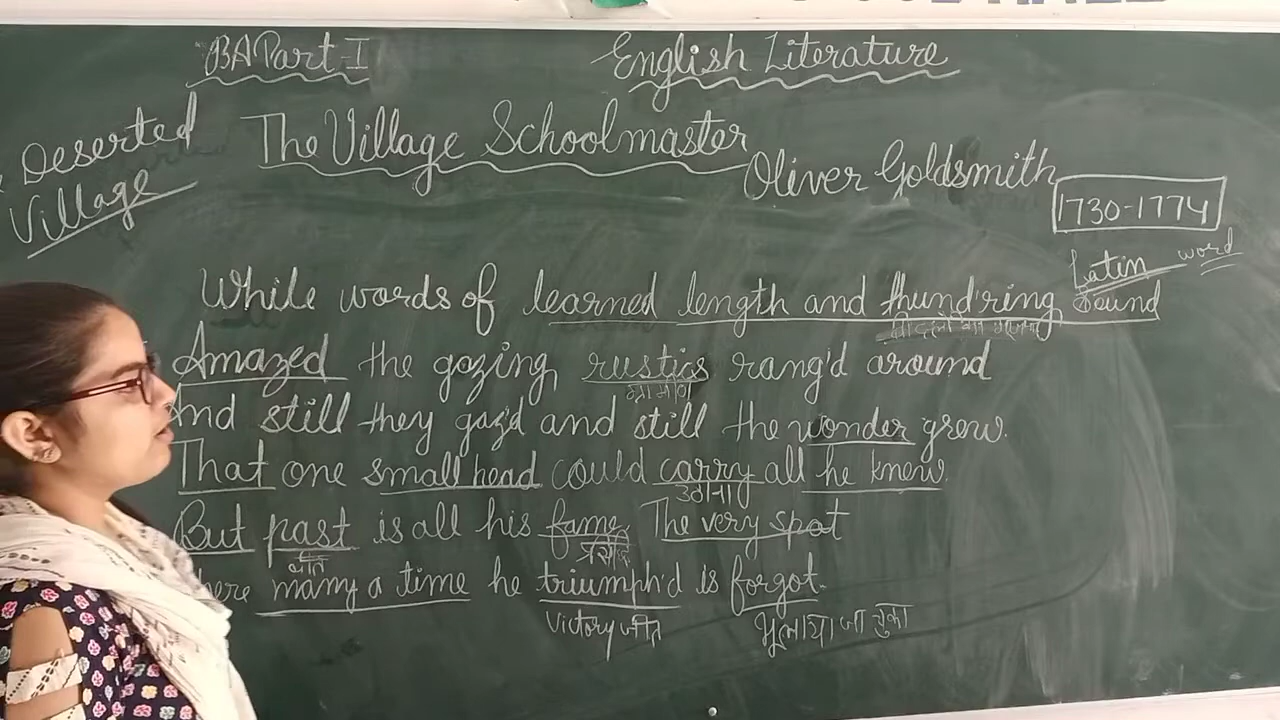 BA Part-I
English Literature
Deserted
Village
The Village Schoolmaster
Oliver Goldsmith
1730-1774
Latin word
While words of learned length and thund'ring Sound
Amazed the gazing rustics rang'd around
ग्रामीण
And still they gaz'd and still the wonder grew.
That one small head could carry all he knew.
उठाना
But past is all his fame. The very spot
बीत
प्रसिद्ध
here many a time he triumph'd is forgot.
Victory जीत
भुलाया जा चुका